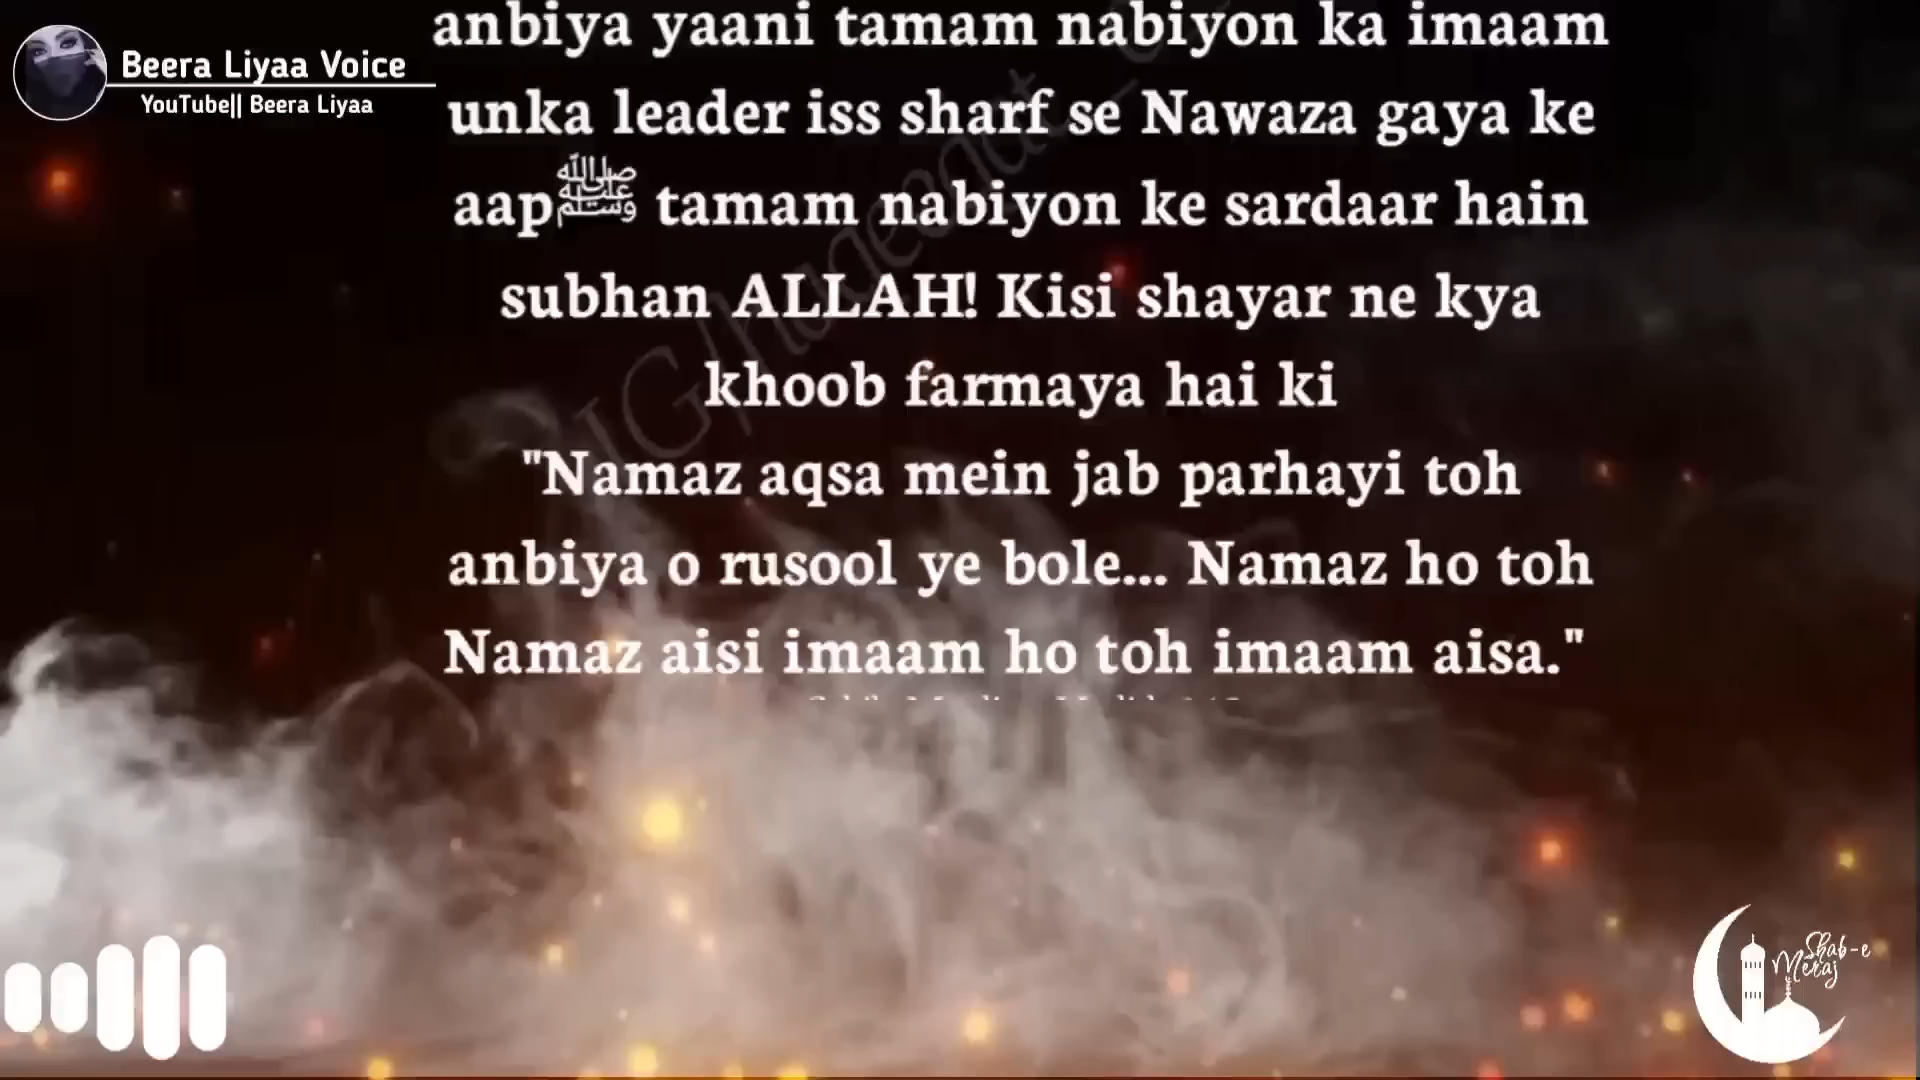 Beera Liyaa Voice
YouTube|| Beera Liyaa
anbiya yaani tamam nabiyon ka imaam
unka leader iss sharf se Nawaza gaya ke
aapﷺ tamam nabiyon ke sardaar hain
subhan ALLAH! Kisi shayar ne kya
khoob farmaya hai ki
"Namaz aqsa mein jab parhayi toh
anbiya o rusool ye bole... Namaz ho toh
Namaz aisi imaam ho toh imaam aisa."
Shab-e
Meraj